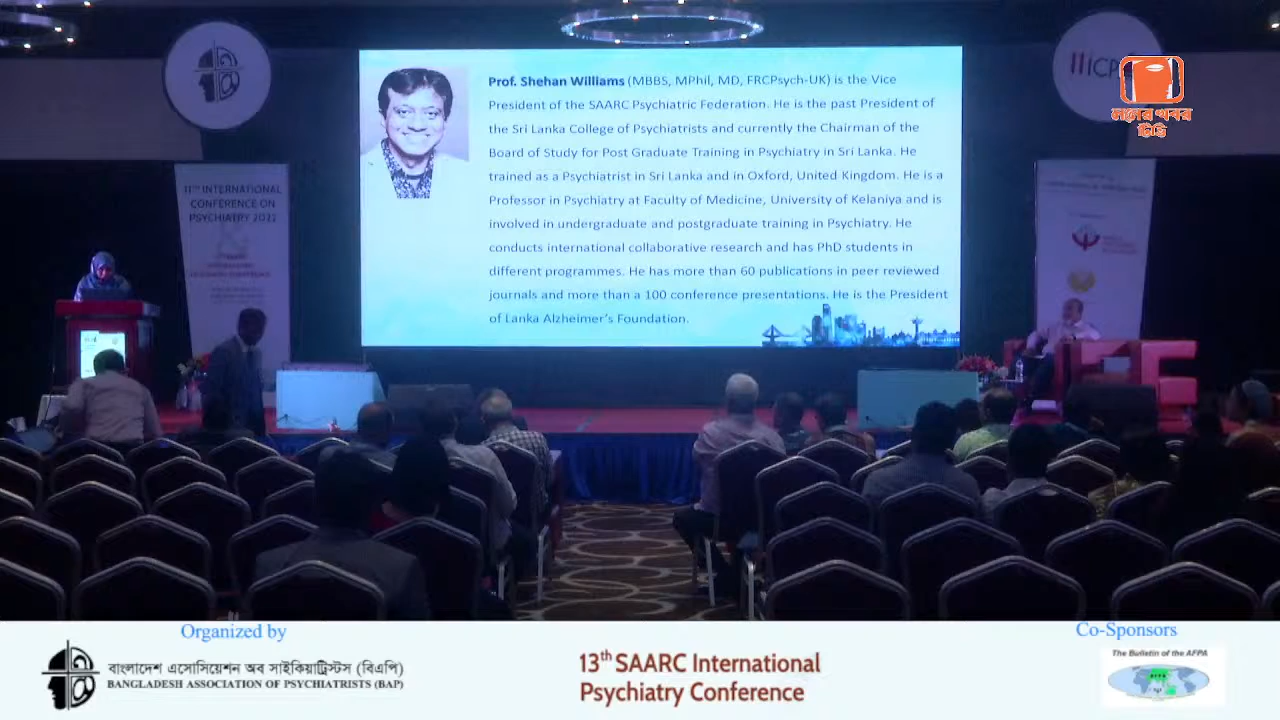 IIICP
মনের খবর
টিভি
Prof. Shehan Williams (MBBS, MPhil, MD, FRCPsych-UK) is the Vice
President of the SAARC Psychiatric Federation. He is the past President of
the Sri Lanka College of Psychiatrists and currently the Chairman of the
Board of Study for Post Graduate Training in Psychiatry in Sri Lanka. He
trained as a Psychiatrist in Sri Lanka and in Oxford, United Kingdom. He is a
Professor in Psychiatry at Faculty of Medicine, University of Kelaniya and is
involved in undergraduate and postgraduate training in Psychiatry. He
conducts international collaborative research and has PhD students in
different programmes. He has more than 60 publications in peer reviewed
journals and more than a 100 conference presentations. He is the President
of Lanka Alzheimer's Foundation.
11TH INTERNATIONAL
CONFERENCE ON
PSYCHIATRY 2022
&
Organized by
বাংলাদেশ এসোসিয়েশন অব সাইকিয়াট্রিস্টস (বিএপি)
BANGLADESH ASSOCIATION OF PSYCHIATRISTS (BAP)
13th SAARC International
Psychiatry Conference
Co-Sponsors
The Bulletin of the AFPA
AFPA